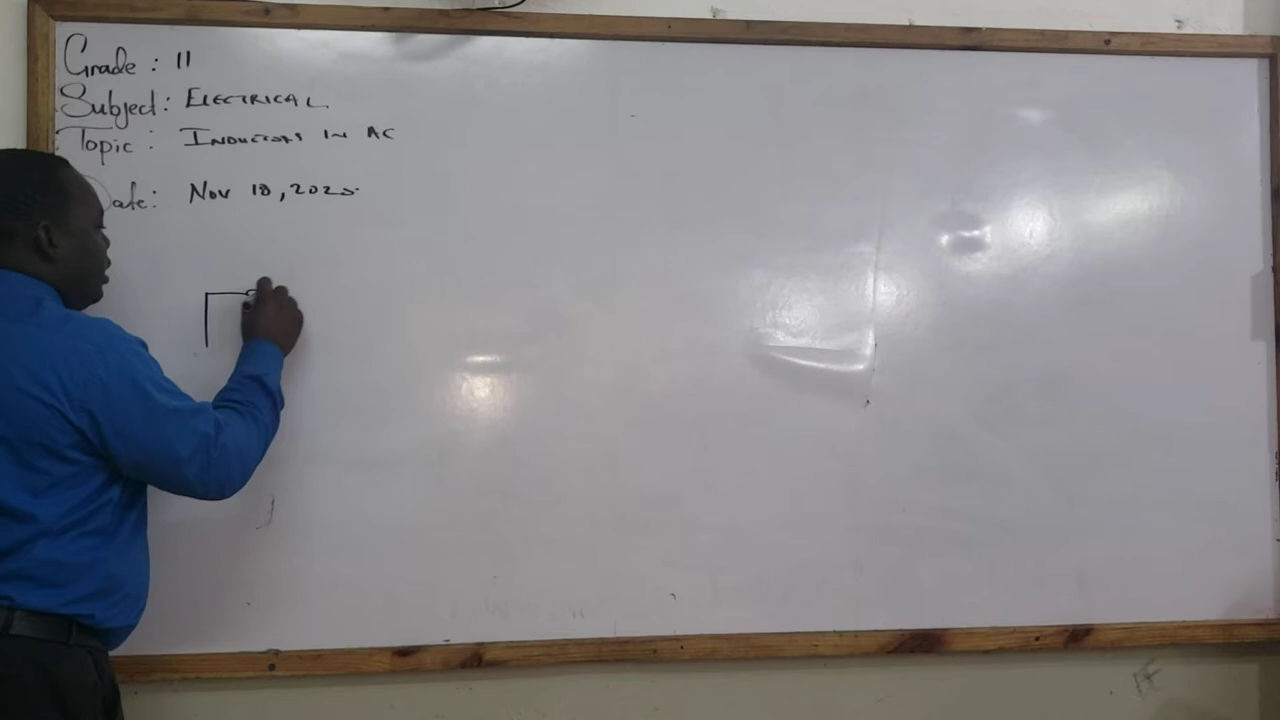 Grade : 11
Subject : ELECTRICAL
Topic : INDUCTORS IN AC
Date: Nov 18, 2025